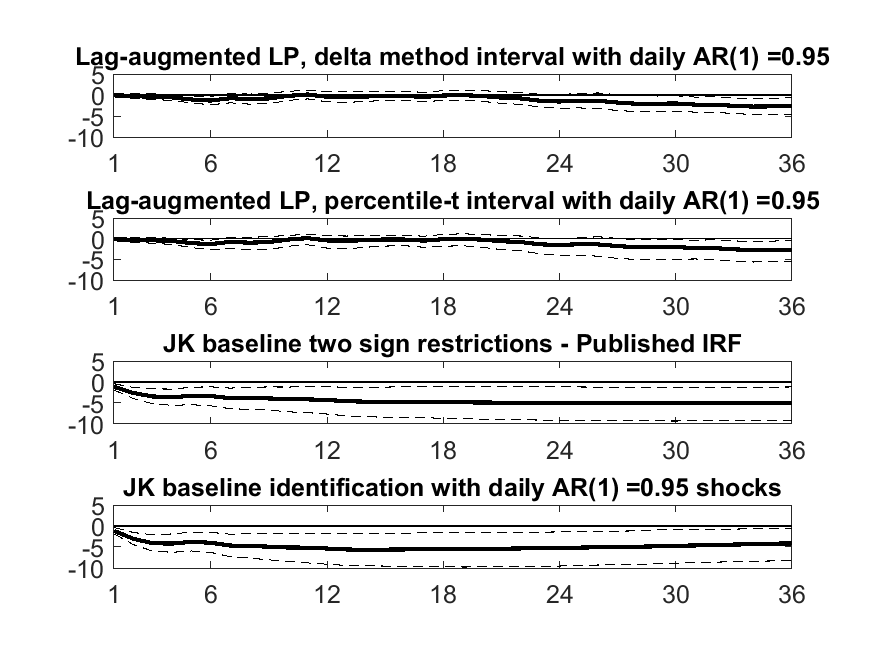 Lag-augmented LP, delta method interval with daily AR(1) =0.95
5
0
-5
-10
1 6 12 18 24 30 36
Lag-augmented LP, percentile-t interval with daily AR(1) =0.95
5
0
-5
-10
1 6 12 18 24 30 36
JK baseline two sign restrictions - Published IRF
5
0
-5
-10
1 6 12 18 24 30 36
JK baseline identification with daily AR(1) =0.95 shocks
5
0
-5
-10
1 6 12 18 24 30 36